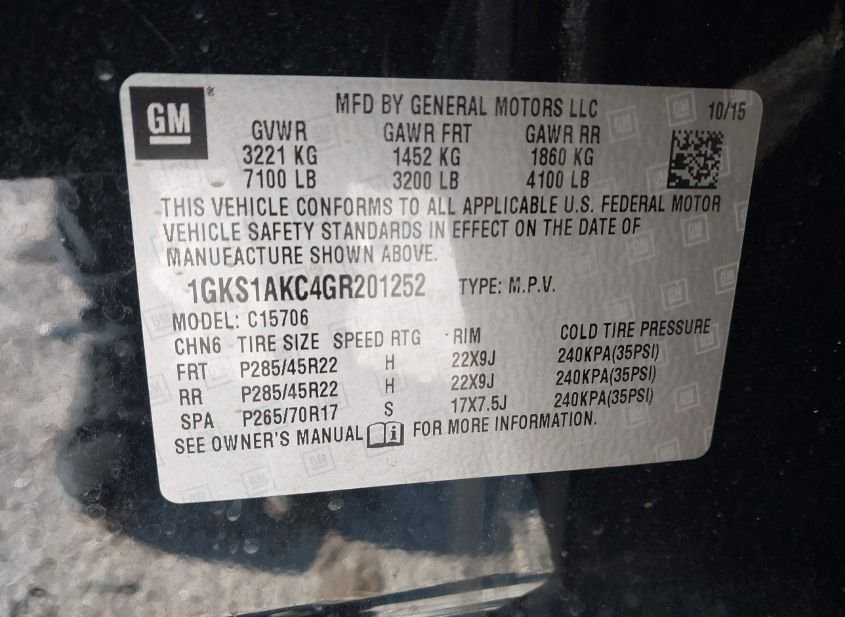 GM ® MFD BY GENERAL MOTORS LLC 10/15
GVWR GAWR FRT GAWR RR
3221 KG 1452 KG 1860 KG
7100 LB 3200 LB 4100 LB
THIS VEHICLE CONFORMS TO ALL APPLICABLE U.S. FEDERAL MOTOR
VEHICLE SAFETY STANDARDS IN EFFECT ON THE DATE OF
MANUFACTURE SHOWN ABOVE.
1GKS1AKC4GR201252 TYPE: M.P.V.
MODEL: C15706
CHN6 TIRE SIZE SPEED RTG RIM COLD TIRE PRESSURE
FRT P285/45R22 H 22X9J 240KPA(35PSI)
RR P285/45R22 H 22X9J 240KPA(35PSI)
SPA P265/70R17 S 17X7.5J 240KPA(35PSI)
SEE OWNER'S MANUAL i FOR MORE INFORMATION.